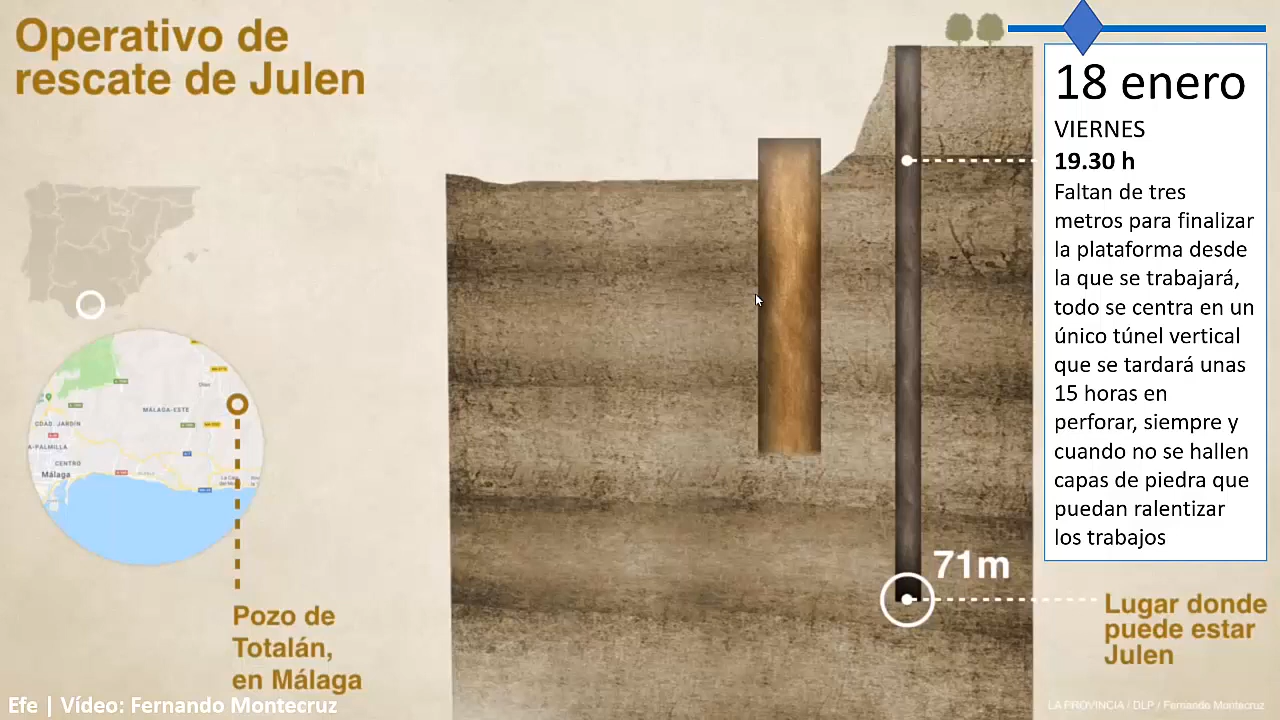 Operativo de
rescate de Julen
18 enero
VIERNES
19.30 h
Faltan de tres
metros para finalizar
la plataforma desde
la que se trabajará,
todo se centra en un
único túnel vertical
que se tardará unas
15 horas en
perforar, siempre y
cuando no se hallen
capas de piedra que
puedan ralentizar
los trabajos
MÁLAGA-ESTE
CDAD. JARDÍN
A-PALMILLA
CENTRO
Málaga
71m
Lugar donde
puede estar
Julen
Pozo de
Totalán,
en Málaga
Efe | Vídeo: Fernando Montecruz
LA PROVINCIA / DLP / Fernando Montecruz